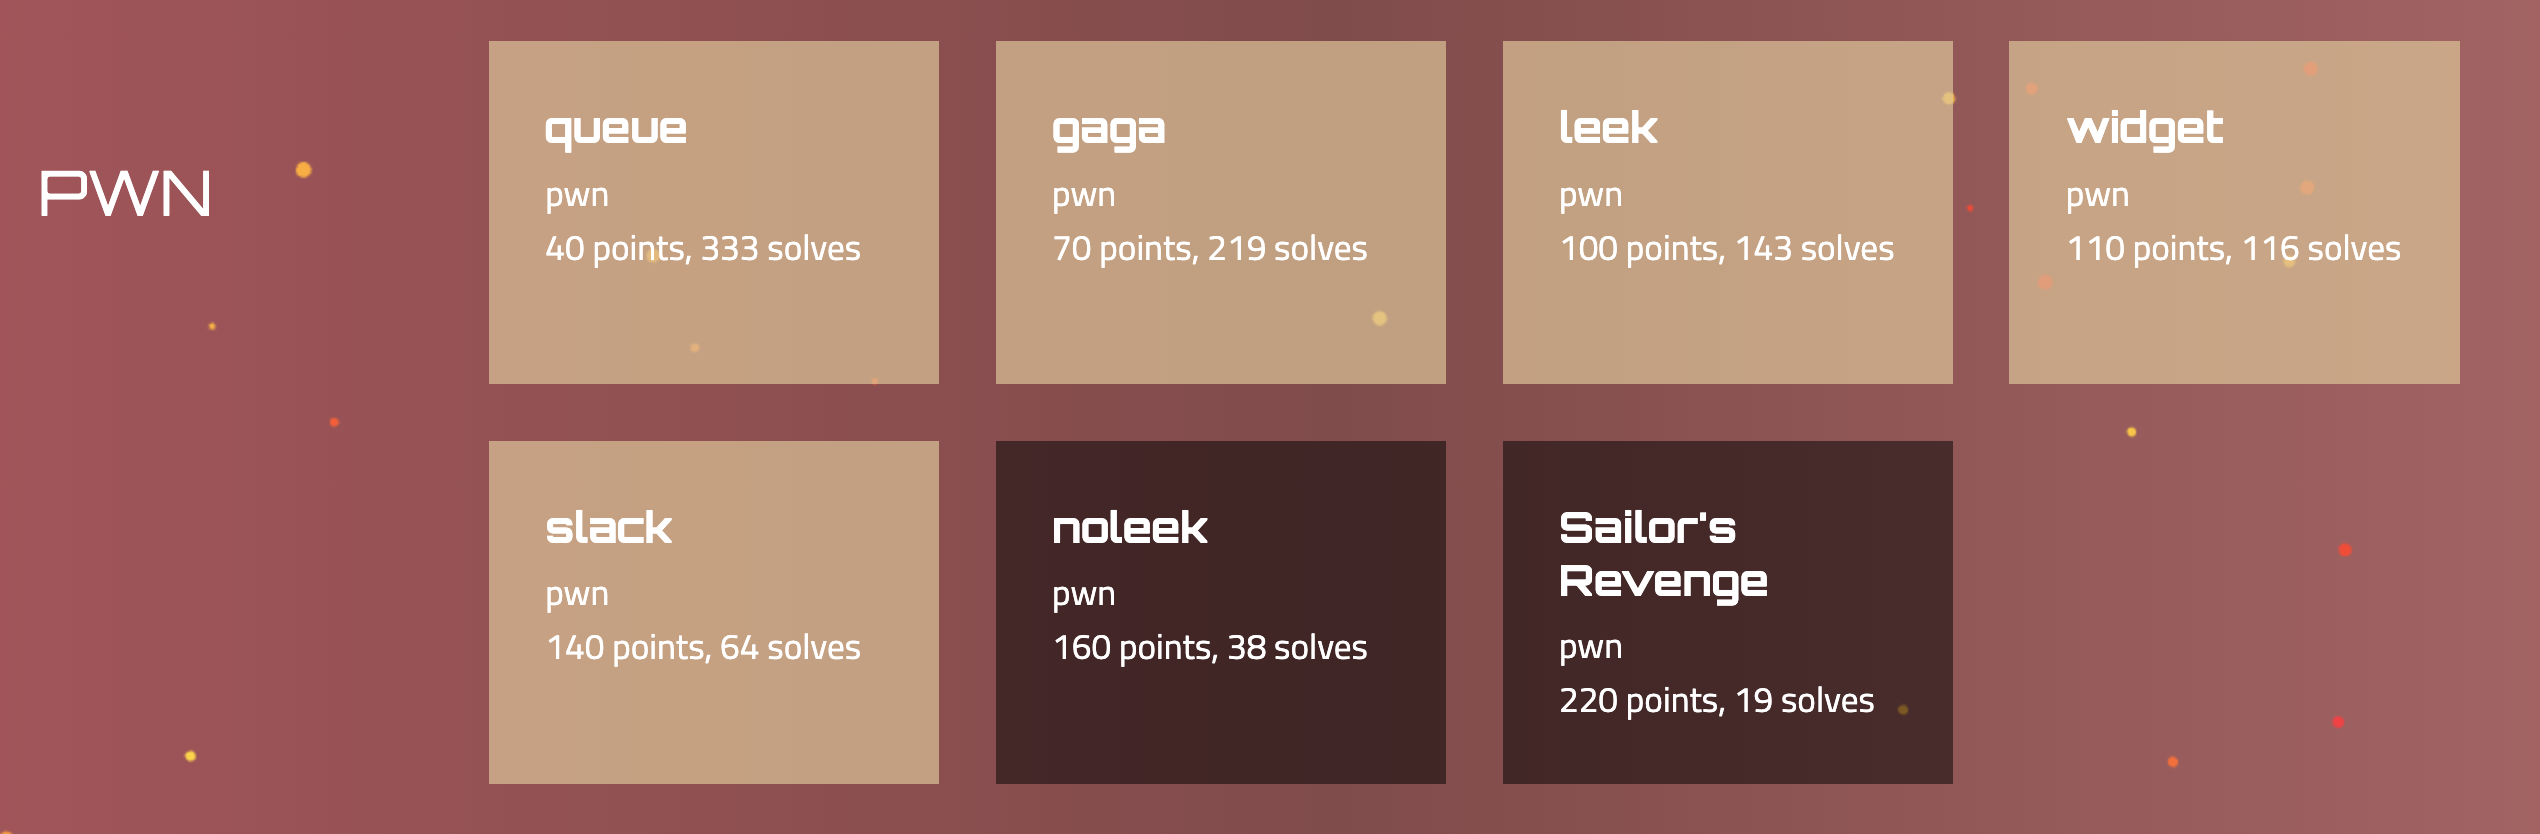 PWN
queue
pwn
40 points, 333 solves
gaga
pwn
70 points, 219 solves
leek
pwn
100 points, 143 solves
widget
pwn
110 points, 116 solves
slack
pwn
140 points, 64 solves
noleek
pwn
160 points, 38 solves
Sailor's
Revenge
pwn
220 points, 19 solves